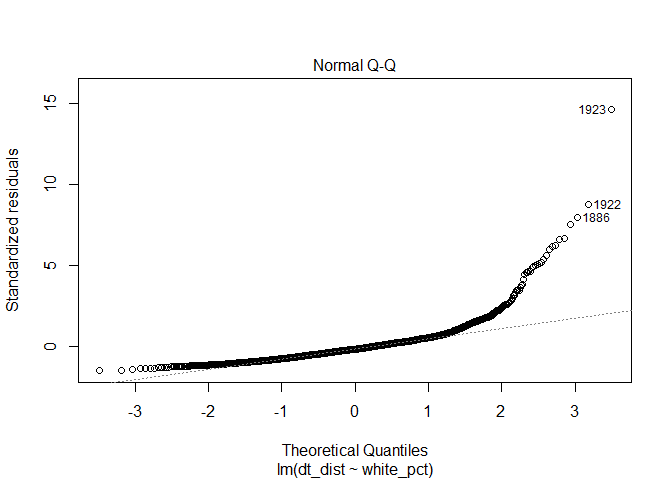 Normal Q-Q
Standardized residuals
15
10
5
0
1923
1922
1886
-3 -2 -1 0 1 2 3
Theoretical Quantiles
lm(dt_dist ~ white_pct)